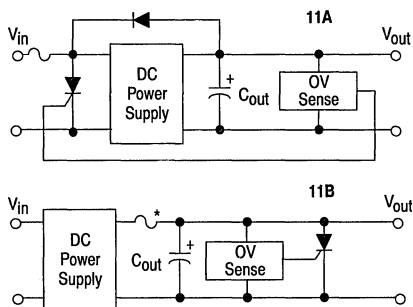 11A
Vin
Vout
DC
Power
Supply
+
Cout
OV
Sense
11B
Vin
Vout
*
DC
Power
Supply
+
Cout
OV
Sense